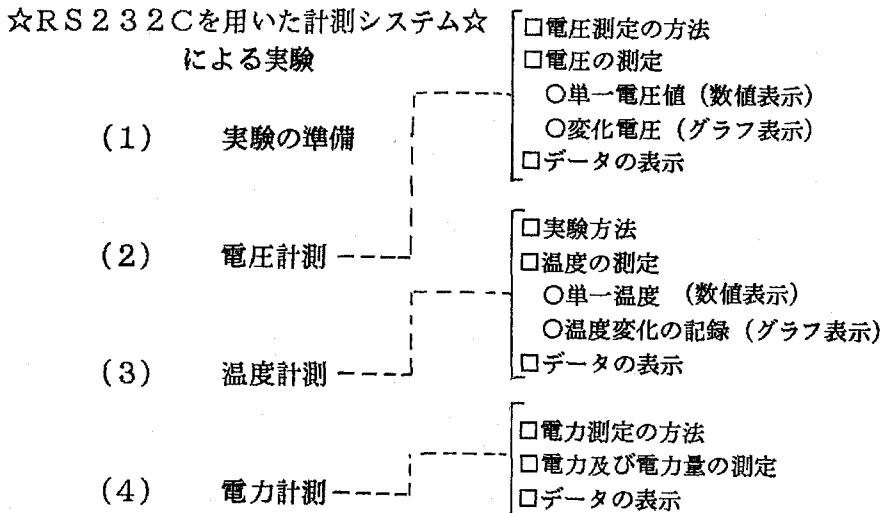 ☆RS232Cを用いた計測システム☆
による実験
(1) 実験の準備
(2) 電圧計測
□電圧測定の方法
□電圧の測定
○単一電圧値(数値表示)
○変化電圧(グラフ表示)
□データの表示
(3) 温度計測
□実験方法
□温度の測定
○単一温度 (数値表示)
○温度変化の記録(グラフ表示)
□データの表示
(4) 電力計測
□電力測定の方法
□電力及び電力量の測定
□データの表示